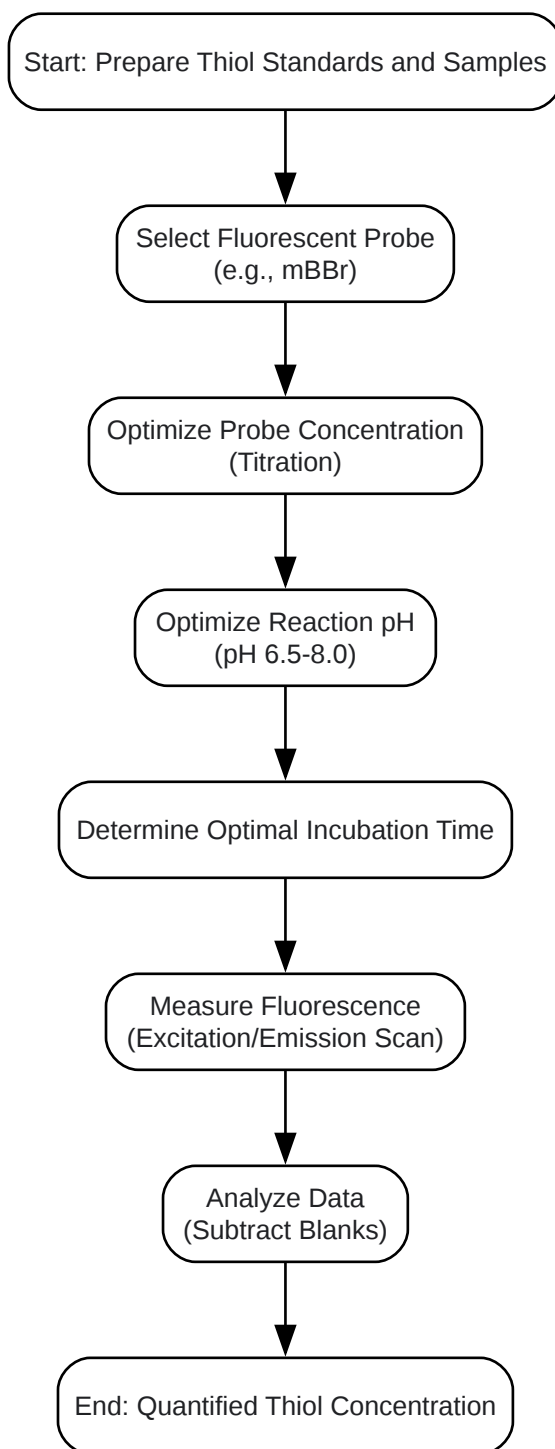 Start: Prepare Thiol Standards and Samples
Select Fluorescent Probe
(e.g., mBBr)
Optimize Probe Concentration
(Titration)
Optimize Reaction pH
(pH 6.5-8.0)
Determine Optimal Incubation Time
Measure Fluorescence
(Excitation/Emission Scan)
Analyze Data
(Subtract Blanks)
End: Quantified Thiol Concentration